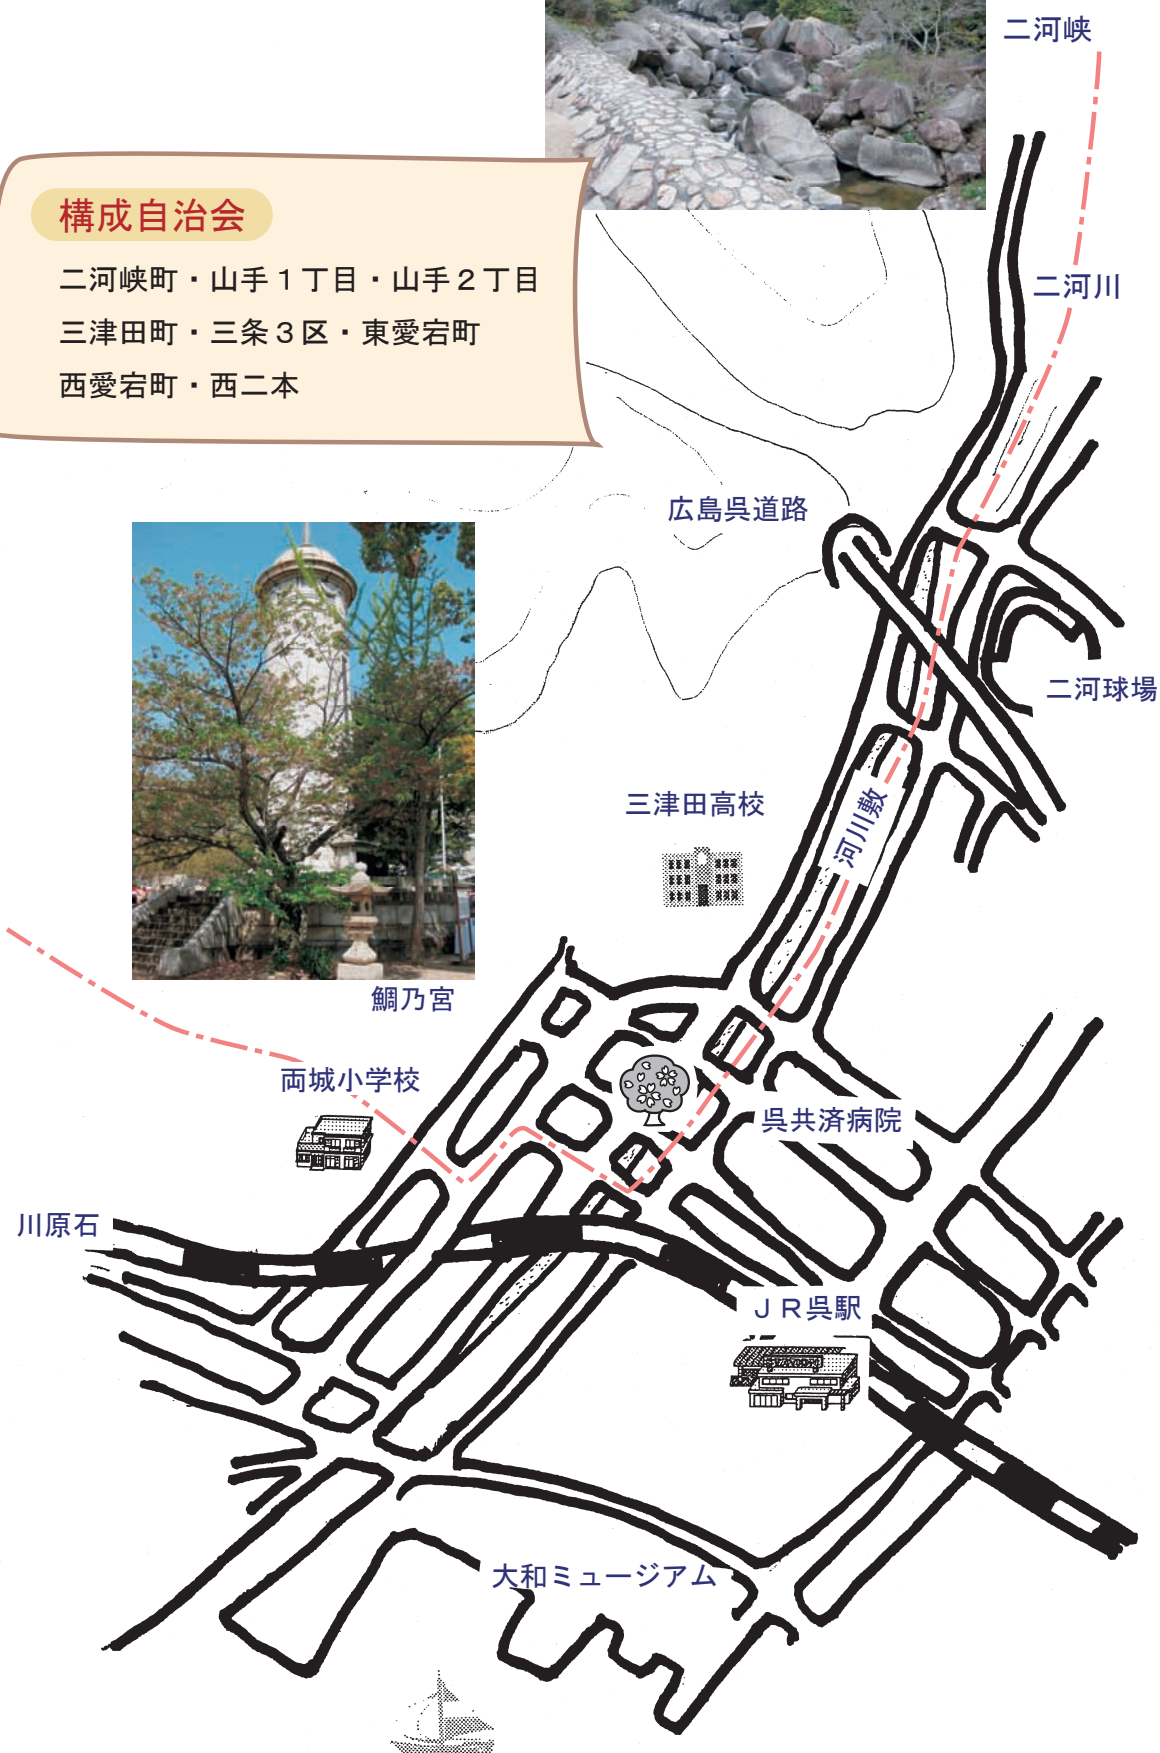 二河峡
構成自治会
二河峡町・山手１丁目・山手２丁目
三津田町・三条３区・東愛宕町
西愛宕町・西二本
二河川
広島呉道路
二河球場
三津田高校
河川敷
鯛乃宮
両城小学校
呉共済病院
川原石
ＪＲ呉駅
大和ミュージアム